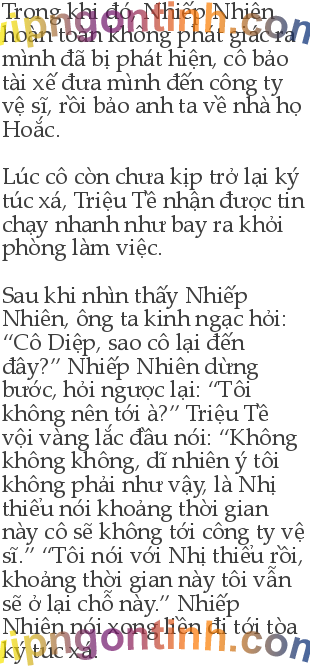 Trong khi đó, Nhiếp Nhiên
hoàn toàn không phát giác ra
mình đã bị phát hiện, cô bảo
tài xế đưa mình đến công ty
vệ sĩ, rồi bảo anh ta về nhà họ
Hoắc.
Lúc cô còn chưa kịp trở lại ký
túc xá, Triệu Tề nhận được tin
chạy nhanh như bay ra khỏi
phòng làm việc.
Sau khi nhìn thấy Nhiếp
Nhiên, ông ta kinh ngạc hỏi:
“Cô Diệp, sao cô lại đến
đây?” Nhiếp Nhiên dừng
bước, hỏi ngược lại: “Tôi
không nên tới à?” Triệu Tề
vội vàng lắc đầu nói: “Không
không không, dĩ nhiên ý tôi
không phải như vậy, là Nhị
thiếu nói khoảng thời gian
này cô sẽ không tới công ty vệ
sĩ.” “Tôi nói với Nhị thiếu rồi,
khoảng thời gian này tôi vẫn
sẽ ở lại chỗ này.” Nhiếp
Nhiên nói xong liền đi tới tòa
ký túc xá.